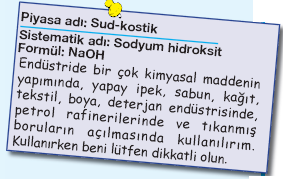 Piyasa adı: Sud-kostik
Sistematik adı: Sodyum hidroksit
Formül: NaOH
Endüstride bir çok kimyasal maddenin
yapımında, yapay ipek, sabun, kağıt,
tekstil, boya, deterjan endüstrisinde,
petrol rafinerilerinde ve tıkanmış
boruların açılmasında kullanılırım.
Kullanırken beni lütfen dikkatli olun.